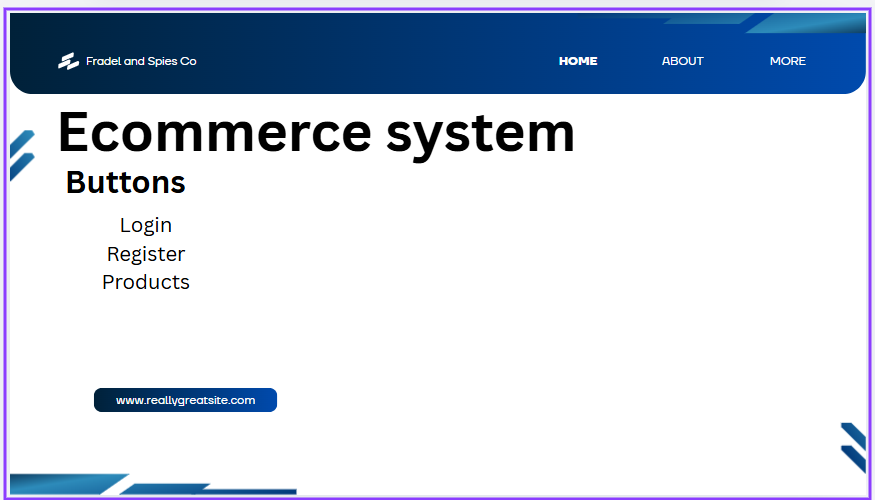 Fradel and Spies Co
HOME
ABOUT
MORE
Ecommerce system
Buttons
Login
Register
Products
www.reallygreatsite.com